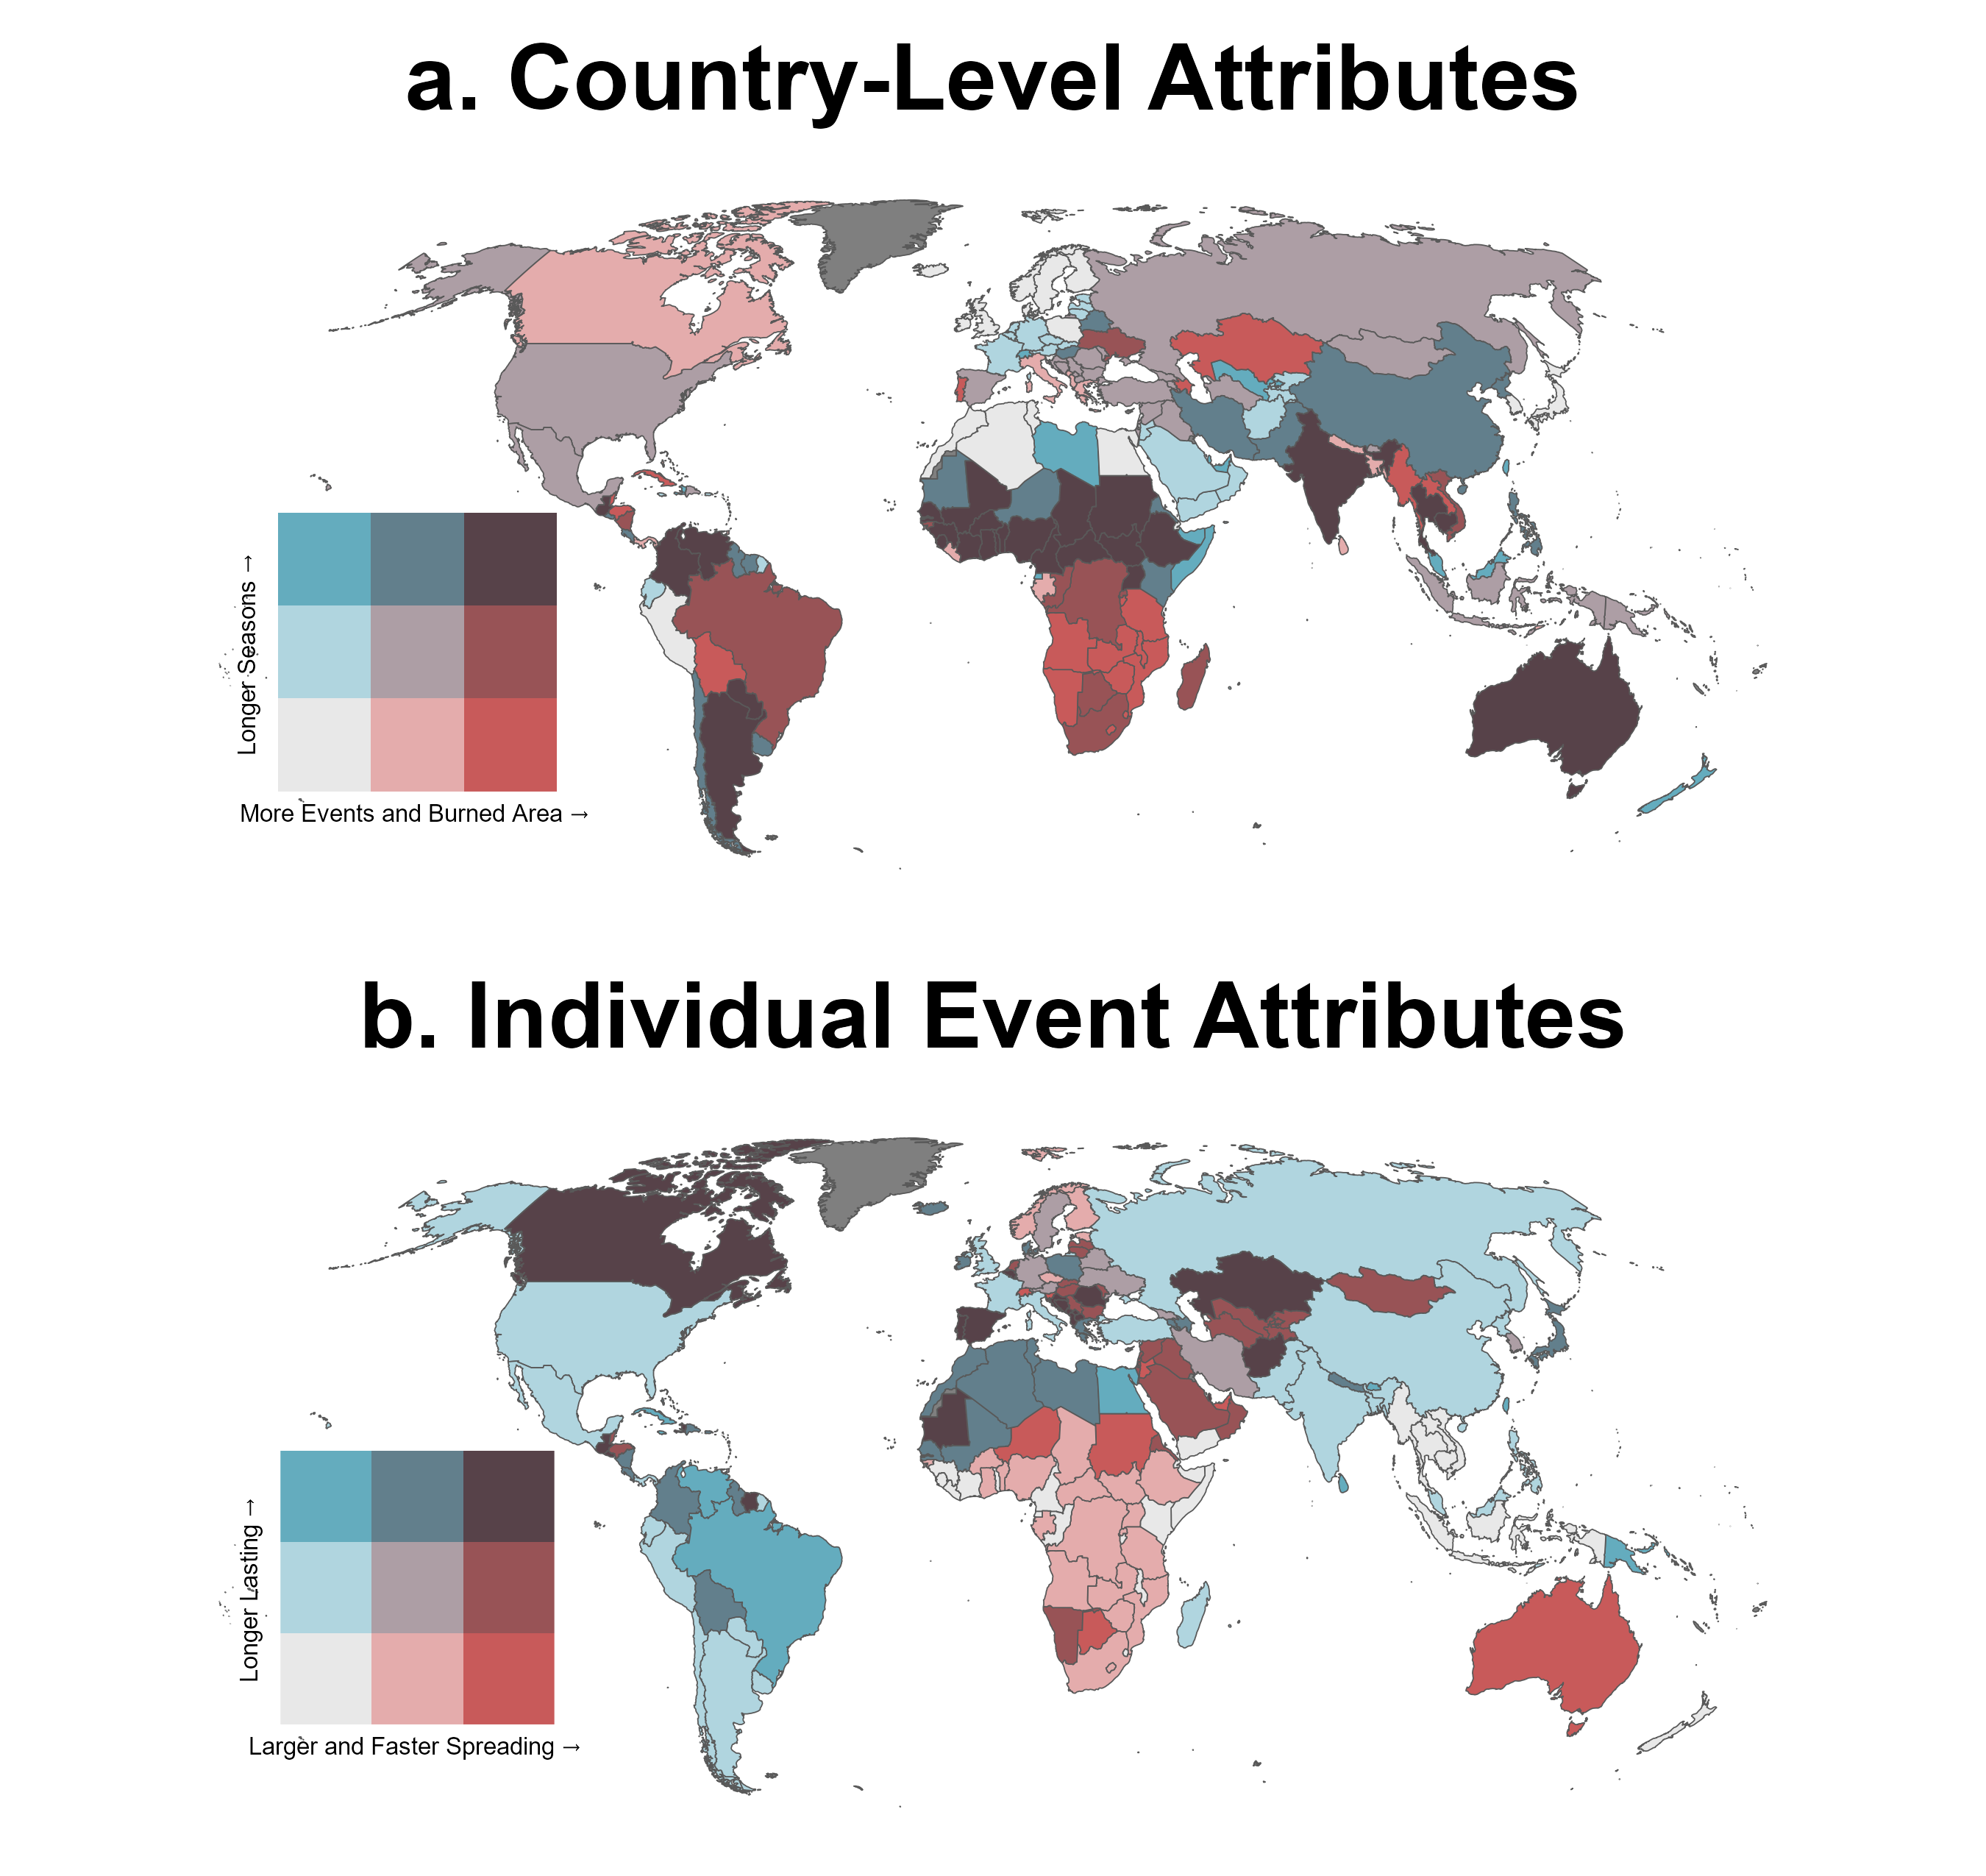 a. Country-Level Attributes
Longer Seasons →
More Events and Burned Area →
b. Individual Event Attributes
Longer Lasting →
Larger and Faster Spreading →